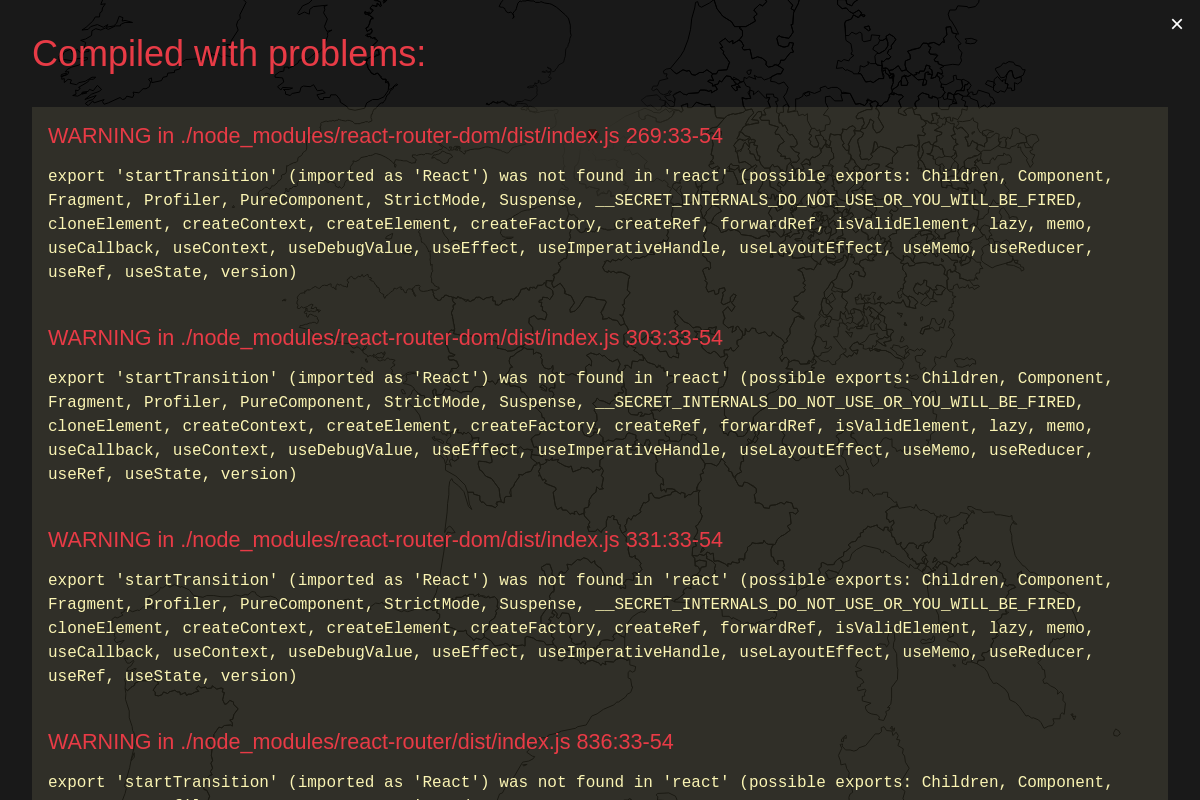 ×
Compiled with problems:
WARNING in ./node_modules/react-router-dom/dist/index.js 269:33-54
export 'startTransition' (imported as 'React') was not found in 'react' (possible exports: Children, Component,
Fragment, Profiler, PureComponent, StrictMode, Suspense, __SECRET_INTERNALS_DO_NOT_USE_OR_YOU_WILL_BE_FIRED,
cloneElement, createContext, createElement, createFactory, createRef, forwardRef, isValidElement, lazy, memo,
useCallback, useContext, useDebugValue, useEffect, useImperativeHandle, useLayoutEffect, useMemo, useReducer,
useRef, useState, version)
WARNING in ./node_modules/react-router-dom/dist/index.js 303:33-54
export 'startTransition' (imported as 'React') was not found in 'react' (possible exports: Children, Component,
Fragment, Profiler, PureComponent, StrictMode, Suspense, __SECRET_INTERNALS_DO_NOT_USE_OR_YOU_WILL_BE_FIRED,
cloneElement, createContext, createElement, createFactory, createRef, forwardRef, isValidElement, lazy, memo,
useCallback, useContext, useDebugValue, useEffect, useImperativeHandle, useLayoutEffect, useMemo, useReducer,
useRef, useState, version)
WARNING in ./node_modules/react-router-dom/dist/index.js 331:33-54
export 'startTransition' (imported as 'React') was not found in 'react' (possible exports: Children, Component,
Fragment, Profiler, PureComponent, StrictMode, Suspense, __SECRET_INTERNALS_DO_NOT_USE_OR_YOU_WILL_BE_FIRED,
cloneElement, createContext, createElement, createFactory, createRef, forwardRef, isValidElement, lazy, memo,
useCallback, useContext, useDebugValue, useEffect, useImperativeHandle, useLayoutEffect, useMemo, useReducer,
useRef, useState, version)
WARNING in ./node_modules/react-router/dist/index.js 836:33-54
export 'startTransition' (imported as 'React') was not found in 'react' (possible exports: Children, Component,